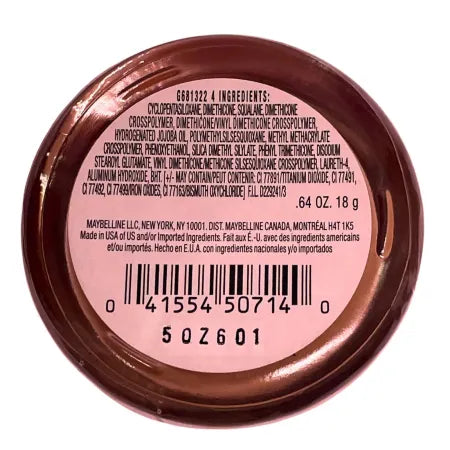 G681322 4 INGREDIENTS:
CYCLOPENTASILOXANE, DIMETHICONE, SQUALANE, DIMETHICONE
CROSSPOLYMER, DIMETHICONE/VINYL DIMETHICONE CROSSPOLYMER,
HYDROGENATED JOJOBA OIL, POLYMETHYLSILSESQUIOXANE, METHYL METHACRYLATE
CROSSPOLYMER, PHENOXYETHANOL, SILICA DIMETHYL SILYLATE, PHENYL TRIMETHICONE, DISODIUM
STEAROYL GLUTAMATE, VINYL DIMETHICONE/METHICONE SILSESQUIOXANE CROSSPOLYMER, LAURETH-4,
ALUMINUM HYDROXIDE, BHT. [+/- MAY CONTAIN/PEUT CONTENIR: CI 77891/TITANIUM DIOXIDE, CI 77491,
CI 77492, CI 77499/IRON OXIDES, CI 77163/BISMUTH OXYCHLORIDE] F.I.L D229241/3
.64 OZ. 18 g
MAYBELLINE LLC, NEW YORK, NY 10001. DIST. MAYBELLINE CANADA, MONTRÉAL H4T 1K5
Made in USA of US and/or Imported Ingredients. Fait aux É.-U. avec des ingredients americains
et/ou importés. Hecho en E.U.A. con ingredientes nacionales y/o importados
0 41554 50714 0
50Z601